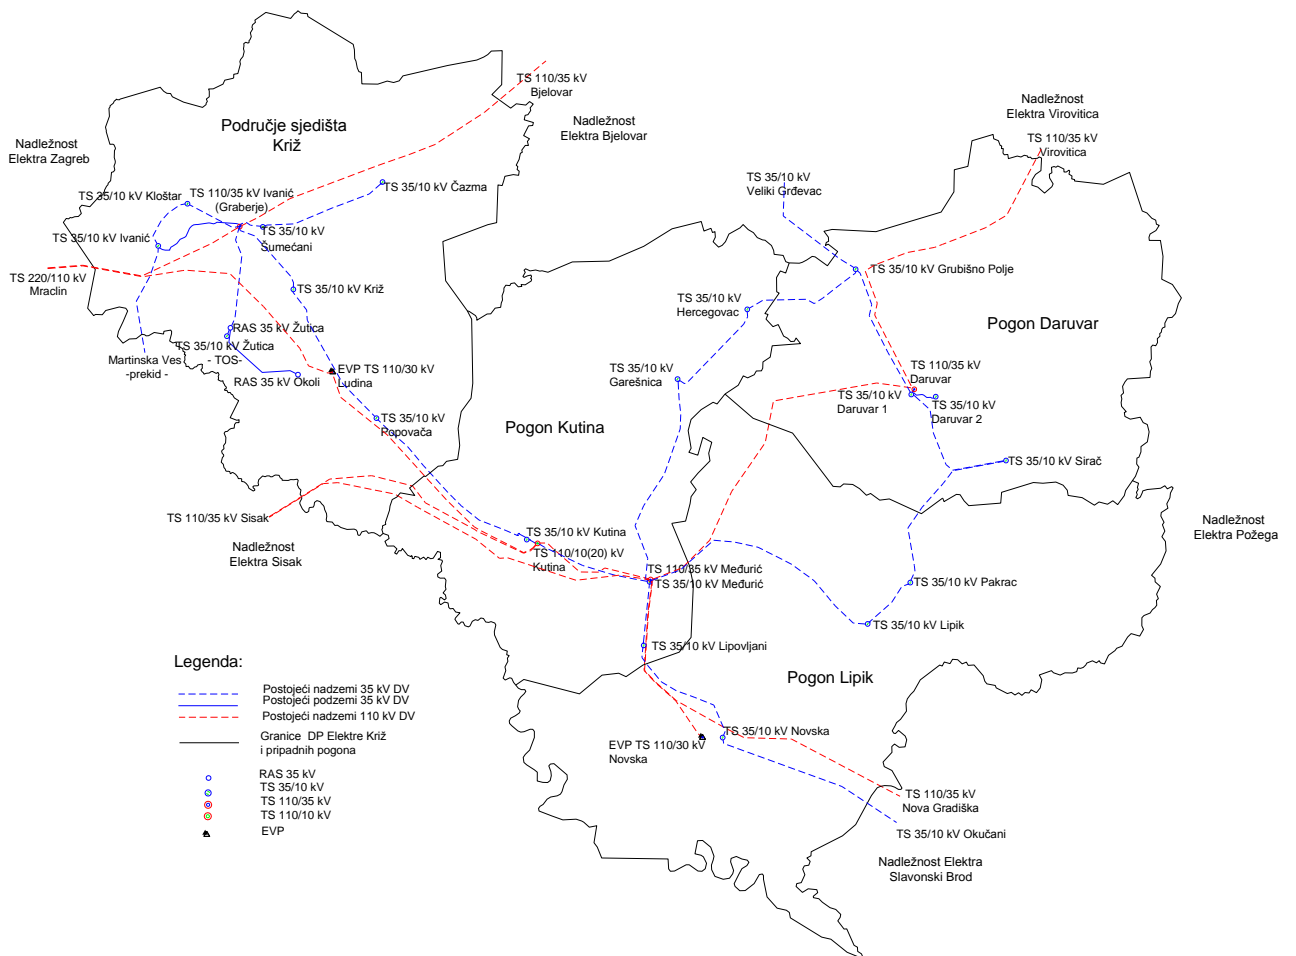 TS 110/35 kV
Bjelovar
Područje sjedišta
Križ
Nadležnost
Elektra Bjelovar
Nadležnost
Elektra Zagreb
Nadležnost
Elektra Virovitica
TS 110/35 kV
Virovitica
TS 35/10 kV Kloštar
TS 110/35 kV Ivanić
(Graberje)
TS 35/10 kV Čazma
TS 35/10 kV
Veliki Grđevac
TS 35/10 kV Ivanić
TS 35/10 kV
Šumećani
TS 220/110 kV
Mraclin
TS 35/10 kV Križ
TS 35/10 kV Grubišno Polje
TS 35/10 kV
Hercegovac
Pogon Daruvar
RAS 35 kV Žutica
TS 35/10 kV Žutica
- TOS-
Martinska Ves
-prekid -
RAS 35 kV Okoli
EVP TS 110/30 kV
Ludina
TS 35/10 kV
Garešnica
TS 110/35 kV
Daruvar
TS 35/10 kV
Daruvar 1
TS 35/10 kV
Daruvar 2
TS 35/10 kV
Popovača
Pogon Kutina
TS 35/10 kV Sirač
TS 110/35 kV Sisak
Nadležnost
Elektra Sisak
TS 35/10 kV Kutina
TS 110/10(20) kV
Kutina
Nadležnost
Elektra Požega
TS 110/35 kV Međurić
TS 35/10 kV Međurić
TS 35/10 kV Pakrac
TS 35/10 kV Lipik
TS 35/10 kV Lipovljani
Pogon Lipik
TS 35/10 kV Novska
EVP TS 110/30 kV
Novska
TS 110/35 kV
Nova Gradiška
TS 35/10 kV Okučani
Nadležnost Elektra
Slavonski Brod
Legenda:
Postojeći nadzemi 35 kV DV
Postojeći podzemi 35 kV DV
Postojeći nadzemi 110 kV DV
Granice DP Elektre Križ
i pripadnih pogona
RAS 35 kV
TS 35/10 kV
TS 110/35 kV
TS 110/10 kV
EVP